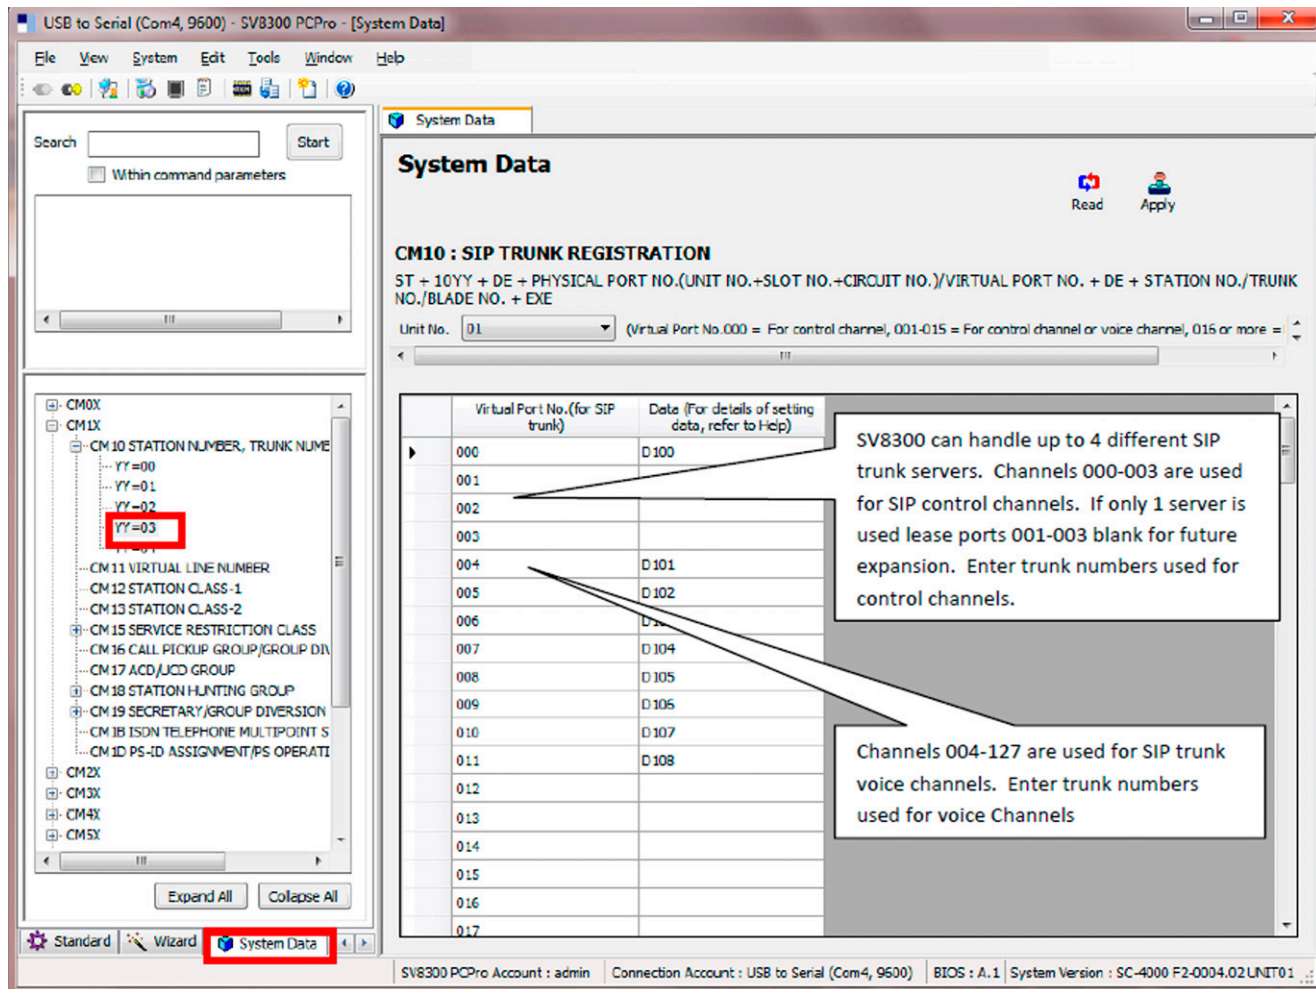 USB to Serial (Com4, 9600) - SV8300 PCPro - [System Data]
File View System Edit Tools Window Help
Search
Start
Within command parameters
System Data
System Data
Read Apply
CM10 : SIP TRUNK REGISTRATION
ST + 10YY + DE + PHYSICAL PORT NO.(UNIT NO.+SLOT NO.+CIRCUIT NO.)/VIRTUAL PORT NO. + DE + STATION NO./TRUNK
NO./BLADE NO. + EXE
Unit No. 01 (Virtual Port No.000 = For control channel, 001-015 = For control channel or voice channel, 016 or more =
CM0X
CM1X
CM10 STATION NUMBER, TRUNK NUME
YY=00
YY=01
YY=02
YY=03
CM11 VIRTUAL LINE NUMBER
CM12 STATION CLASS-1
CM13 STATION CLASS-2
CM15 SERVICE RESTRICTION CLASS
CM16 CALL PICKUP GROUP/GROUP DIV
CM17 ACD/UCD GROUP
CM18 STATION HUNTING GROUP
CM19 SECRETARY/GROUP DIVERSION
CM1B ISDN TELEPHONE MULTIPOINT S
CM1D PS-ID ASSIGNMENT/PS OPERATI
CM2X
CM3X
CM4X
CM5X
Expand All Collapse All
Standard Wizard System Data
Virtual Port No.(for SIP
trunk)
Data (For details of setting
data, refer to Help)
000 D100
001
002
003
004 D101
005 D102
006
007 D104
008 D105
009 D106
010 D107
011 D108
012
013
014
015
016
017
SV8300 can handle up to 4 different SIP
trunk servers. Channels 000-003 are used
for SIP control channels. If only 1 server is
used lease ports 001-003 blank for future
expansion. Enter trunk numbers used for
control channels.
Channels 004-127 are used for SIP trunk
voice channels. Enter trunk numbers
used for voice Channels
SV8300 PCPro Account : admin Connection Account : USB to Serial (Com4, 9600) BIOS : A.1 System Version : SC-4000 F2-0004.02 UNIT01